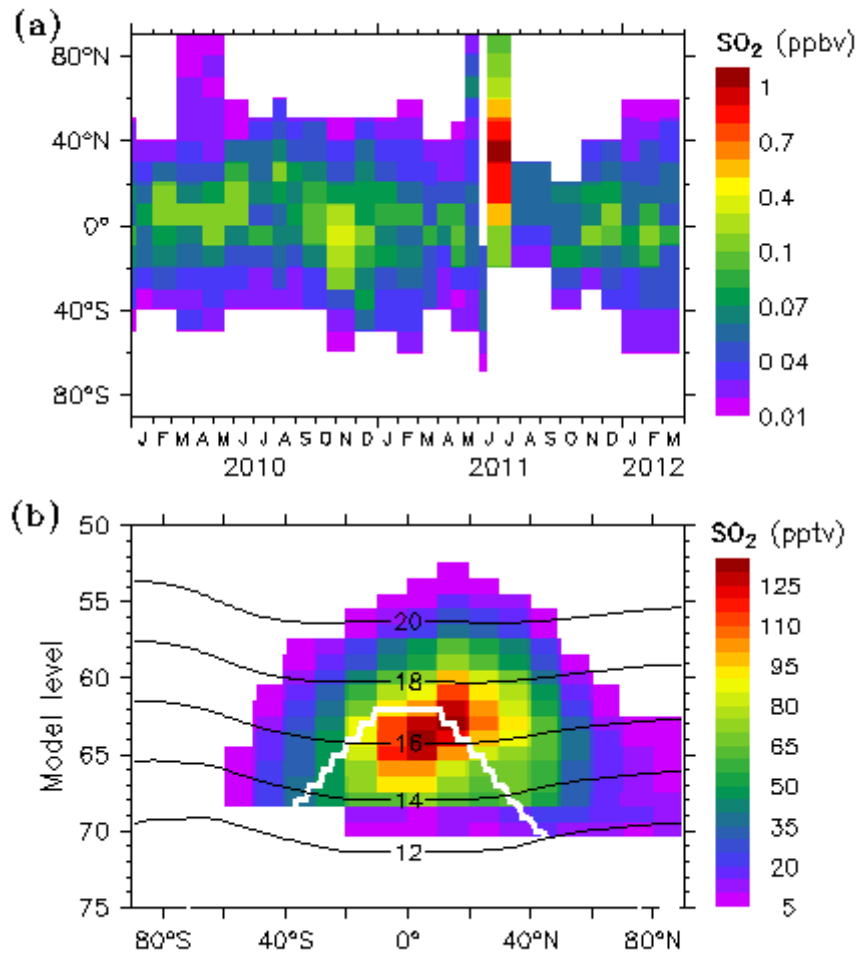 (a)
SO2 (ppbv)
80°N
40°N
0°
40°S
80°S
1
0.7
0.4
0.1
0.07
0 04
0.01
J F M A M J J A S O N D J F M A M J J A S O N D J F M
2010 2011 2012
(b)
SO2 (pptv)
Model level
50
55
60
65
70
75
20
18
16
14
12
125
110
95
80
65
50
35
20
5
80°S 40°S 0° 40°N 80°N